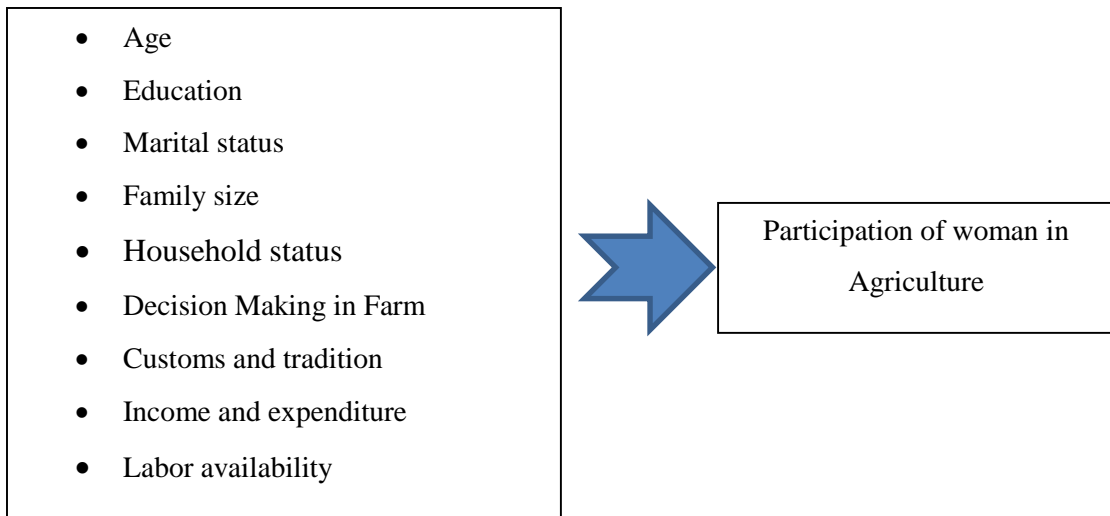 • Age
• Education
• Marital status
• Family size
• Household status
• Decision Making in Farm
• Customs and tradition
• Income and expenditure
• Labor availability
Participation of woman in
Agriculture